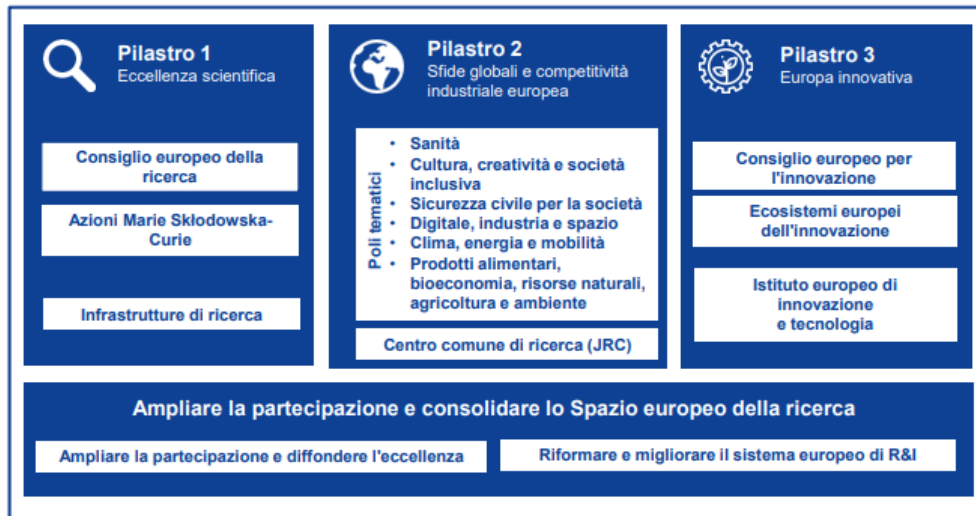 Pilastro 1
Eccellenza scientifica
Consiglio europeo della
ricerca
Azioni Marie Skłodowska-
Curie
Infrastrutture di ricerca
Pilastro 2
Sfide globali e competitività
industriale europea
Poli tematici
• Sanità
• Cultura, creatività e società
inclusiva
• Sicurezza civile per la società
• Digitale, industria e spazio
• Clima, energia e mobilità
• Prodotti alimentari,
bioeconomia, risorse naturali,
agricoltura e ambiente
Centro comune di ricerca (JRC)
Pilastro 3
Europa innovativa
Consiglio europeo per
l'innovazione
Ecosistemi europei
dell'innovazione
Istituto europeo di
innovazione
e tecnologia
Ampliare la partecipazione e consolidare lo Spazio europeo della ricerca
Ampliare la partecipazione e diffondere l'eccellenza
Riformare e migliorare il sistema europeo di R&I